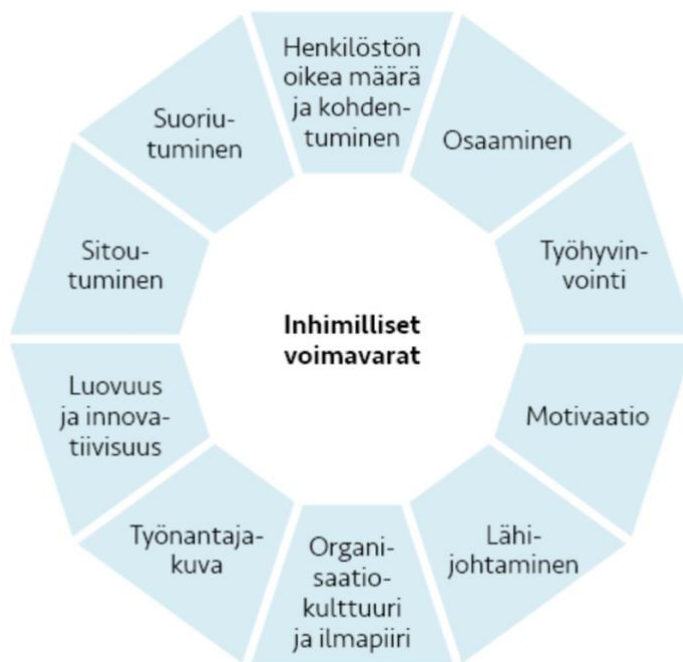 Henkilöstön
oikea määrä
ja kohden-
tuminen
Osaaminen
Työhyvin-
vointi
Motivaatio
Lähi-
johtaminen
Organi-
saatio-
kulttuuri
ja ilmapiiri
Työnantaja-
kuva
Luovuus
ja innova-
tiivisuus
Sitou-
tuminen
Suoriu-
tuminen
Inhimilliset
voimavarat